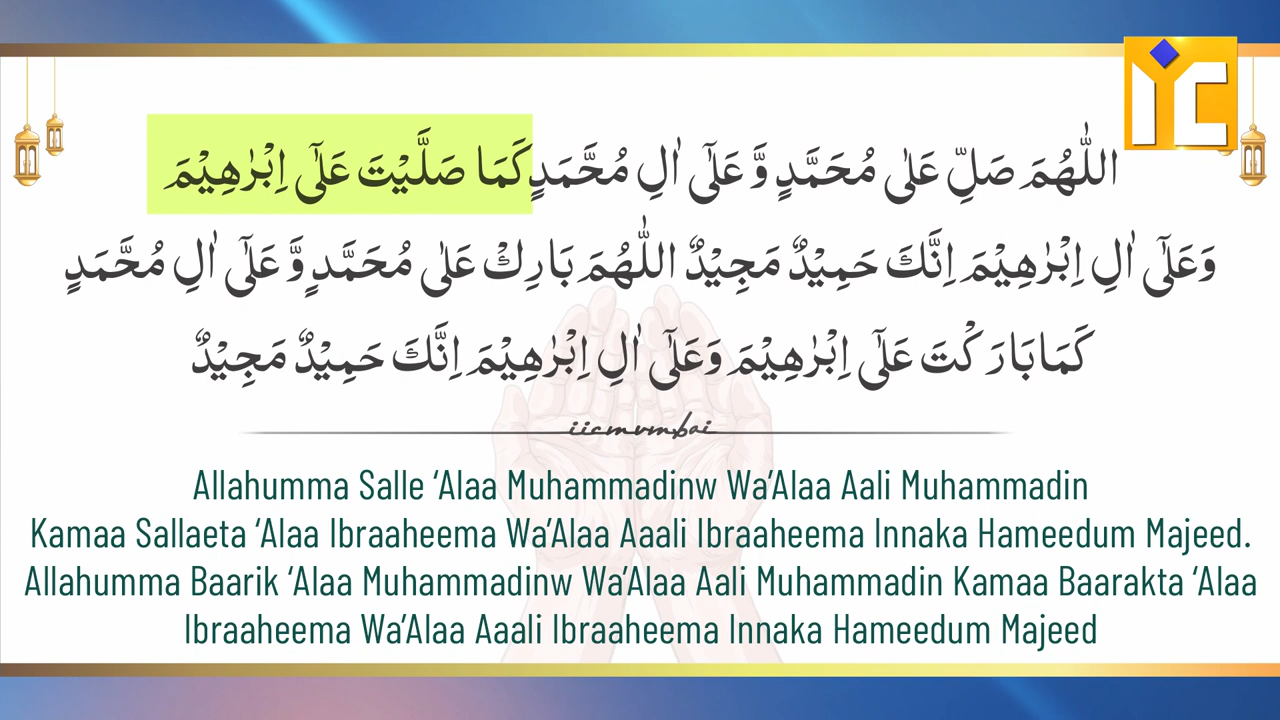 اللّٰهُمَّ صَلِّ عَلٰى مُحَمَّدٍ وَّ عَلٰٓى اٰلِ مُحَّمَدٍ كَمَا صَلَّيْتَ عَلٰٓى اِبْرٰهِيْمَ
وَعَلٰٓى اٰلِ اِبْرٰهِيْمَ اِنَّكَ حَمِيْدٌ مَجِيْدٌ اللّٰهُمَّ بَارِكْ عَلٰى مُحَمَّدٍ وَّ عَلٰٓى اٰلِ مُحَّمَدٍ
كَمَا بَارَكْتَ عَلٰٓى اِبْرٰهِيْمَ وَعَلٰٓى اٰلِ اِبْرٰهِيْمَ اِنَّكَ حَمِيْدٌ مَجِيْدٌ
iicmumbai
Allahumma Salle ‘Alaa Muhammadinw Wa’Alaa Aali Muhammadin
Kamaa Sallaeta ‘Alaa Ibraaheema Wa’Alaa Aaali Ibraaheema Innaka Hameedum Majeed.
Allahumma Baarik ‘Alaa Muhammadinw Wa’Alaa Aali Muhammadin Kamaa Baarakta ‘Alaa
Ibraaheema Wa’Alaa Aaali Ibraaheema Innaka Hameedum Majeed